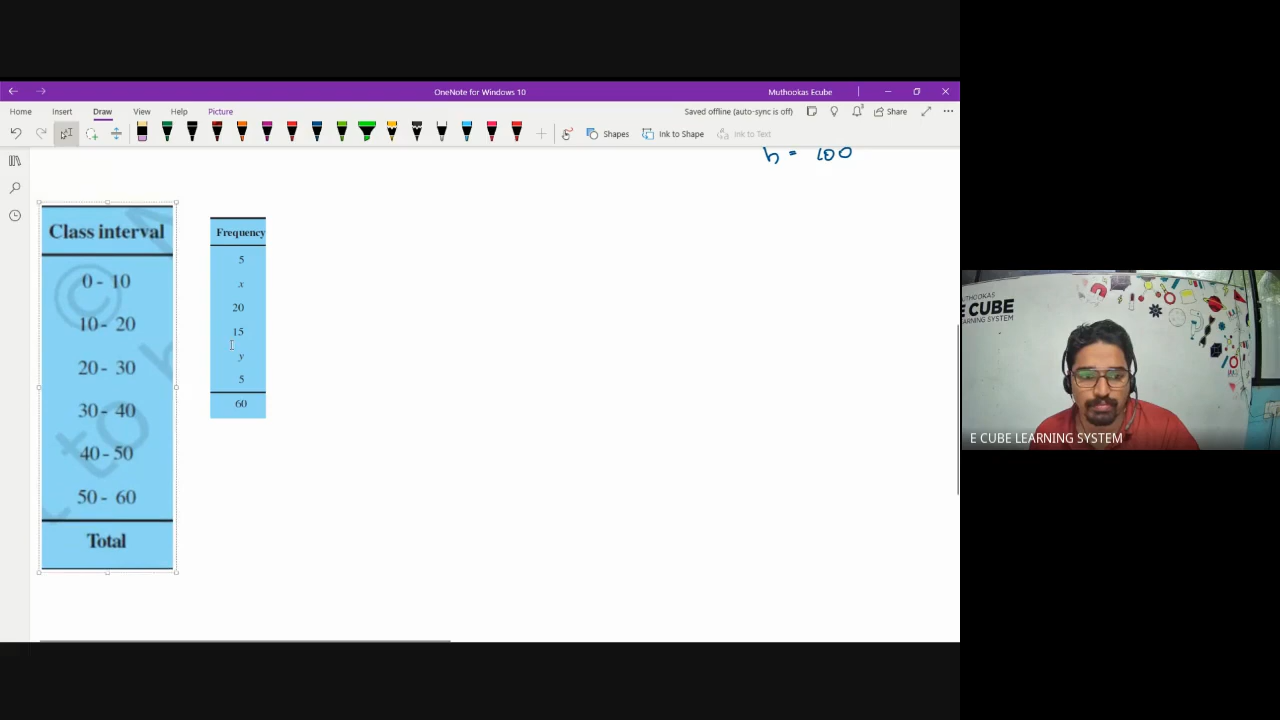 OneNote for Windows 10
Muthookas Ecube
Home Insert Draw View Help Picture
Saved offline (auto-sync is off)
Share
Shapes
Ink to Shape
Ink to Text
h = 100
Class interval
0 - 10
10 - 20
20 - 30
30 - 40
40 - 50
50 - 60
Total
Frequency
5
x
20
15
y
5
60
MUTHOOKAS
E CUBE
LEARNING SYSTEM
E CUBE LEARNING SYSTEM